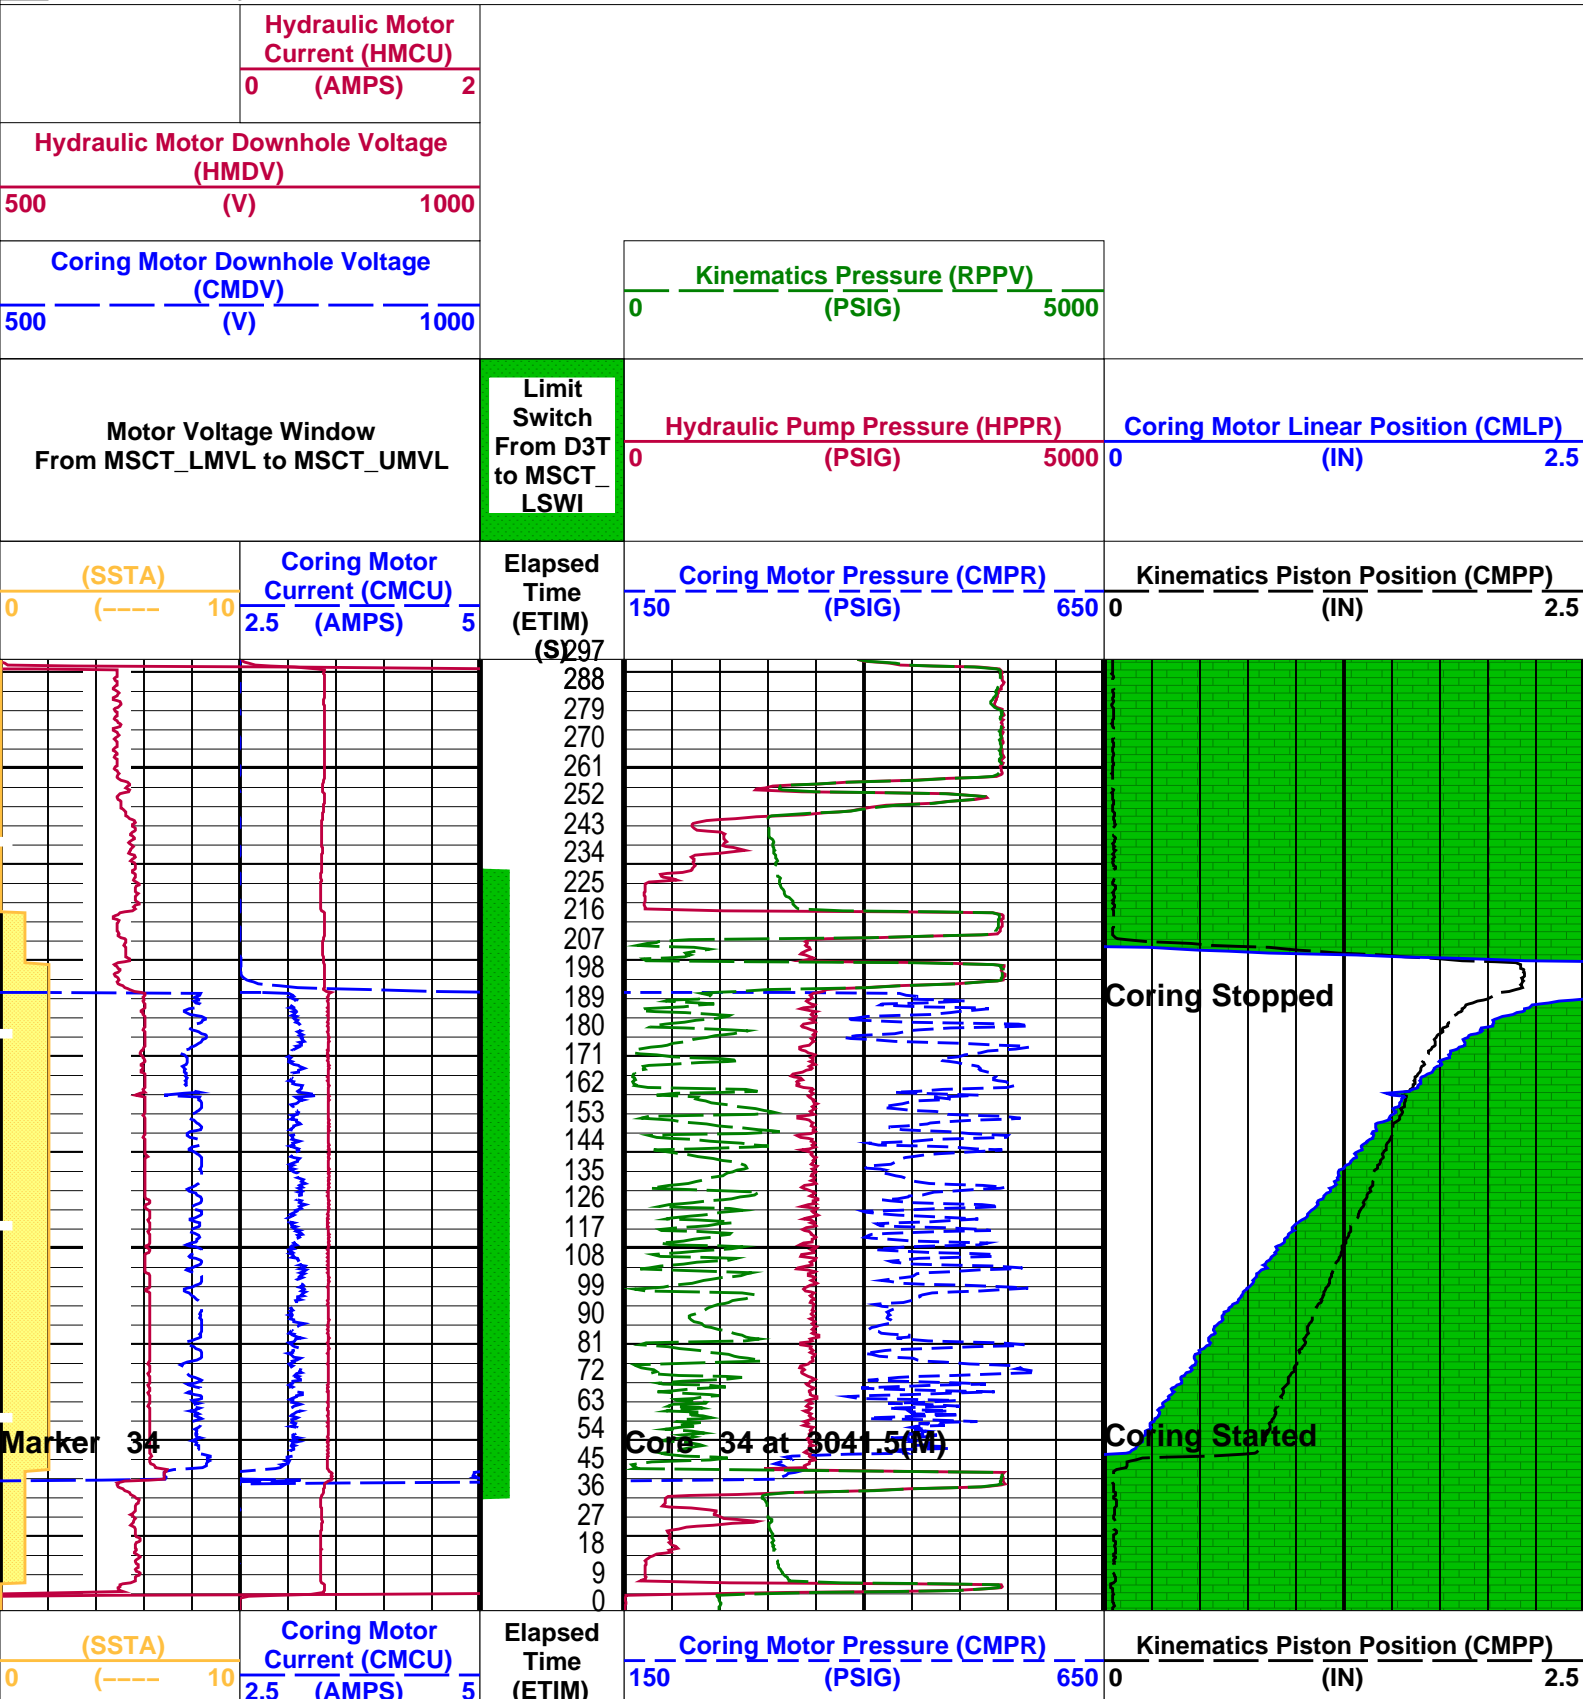 Hydraulic Motor
Current (HMCU)
0 (AMPS) 2
Hydraulic Motor Downhole Voltage
(HMDV)
500 (V) 1000
Coring Motor Downhole Voltage
(CMDV)
500 (V) 1000
Kinematics Pressure (RPPV)
0 (PSIG) 5000
Motor Voltage Window
From MSCT_LMVL to MSCT_UMVL
Limit
Switch
From D3T
to MSCT_
LSWI
Hydraulic Pump Pressure (HPPR)
0 (PSIG) 5000
Coring Motor Linear Position (CMLP)
0 (IN) 2.5
(SSTA)
0 (---- 10
Coring Motor
Current (CMCU)
2.5 (AMPS) 5
Elapsed
Time
(ETIM)
(S)
Coring Motor Pressure (CMPR)
150 (PSIG) 650
Kinematics Piston Position (CMPP)
0 (IN) 2.5
297
288
279
270
261
252
243
234
225
216
207
198
189
Coring Stopped
180
171
162
153
144
135
126
117
108
99
90
81
72
63
54
Marker 34
Core 34 at 3041.5(M)
Coring Started
45
36
27
18
9
0
(SSTA)
0 (---- 10
Coring Motor
Current (CMCU)
2.5 (AMPS) 5
Elapsed
Time
(ETIM)
Coring Motor Pressure (CMPR)
150 (PSIG) 650
Kinematics Piston Position (CMPP)
0 (IN) 2.5